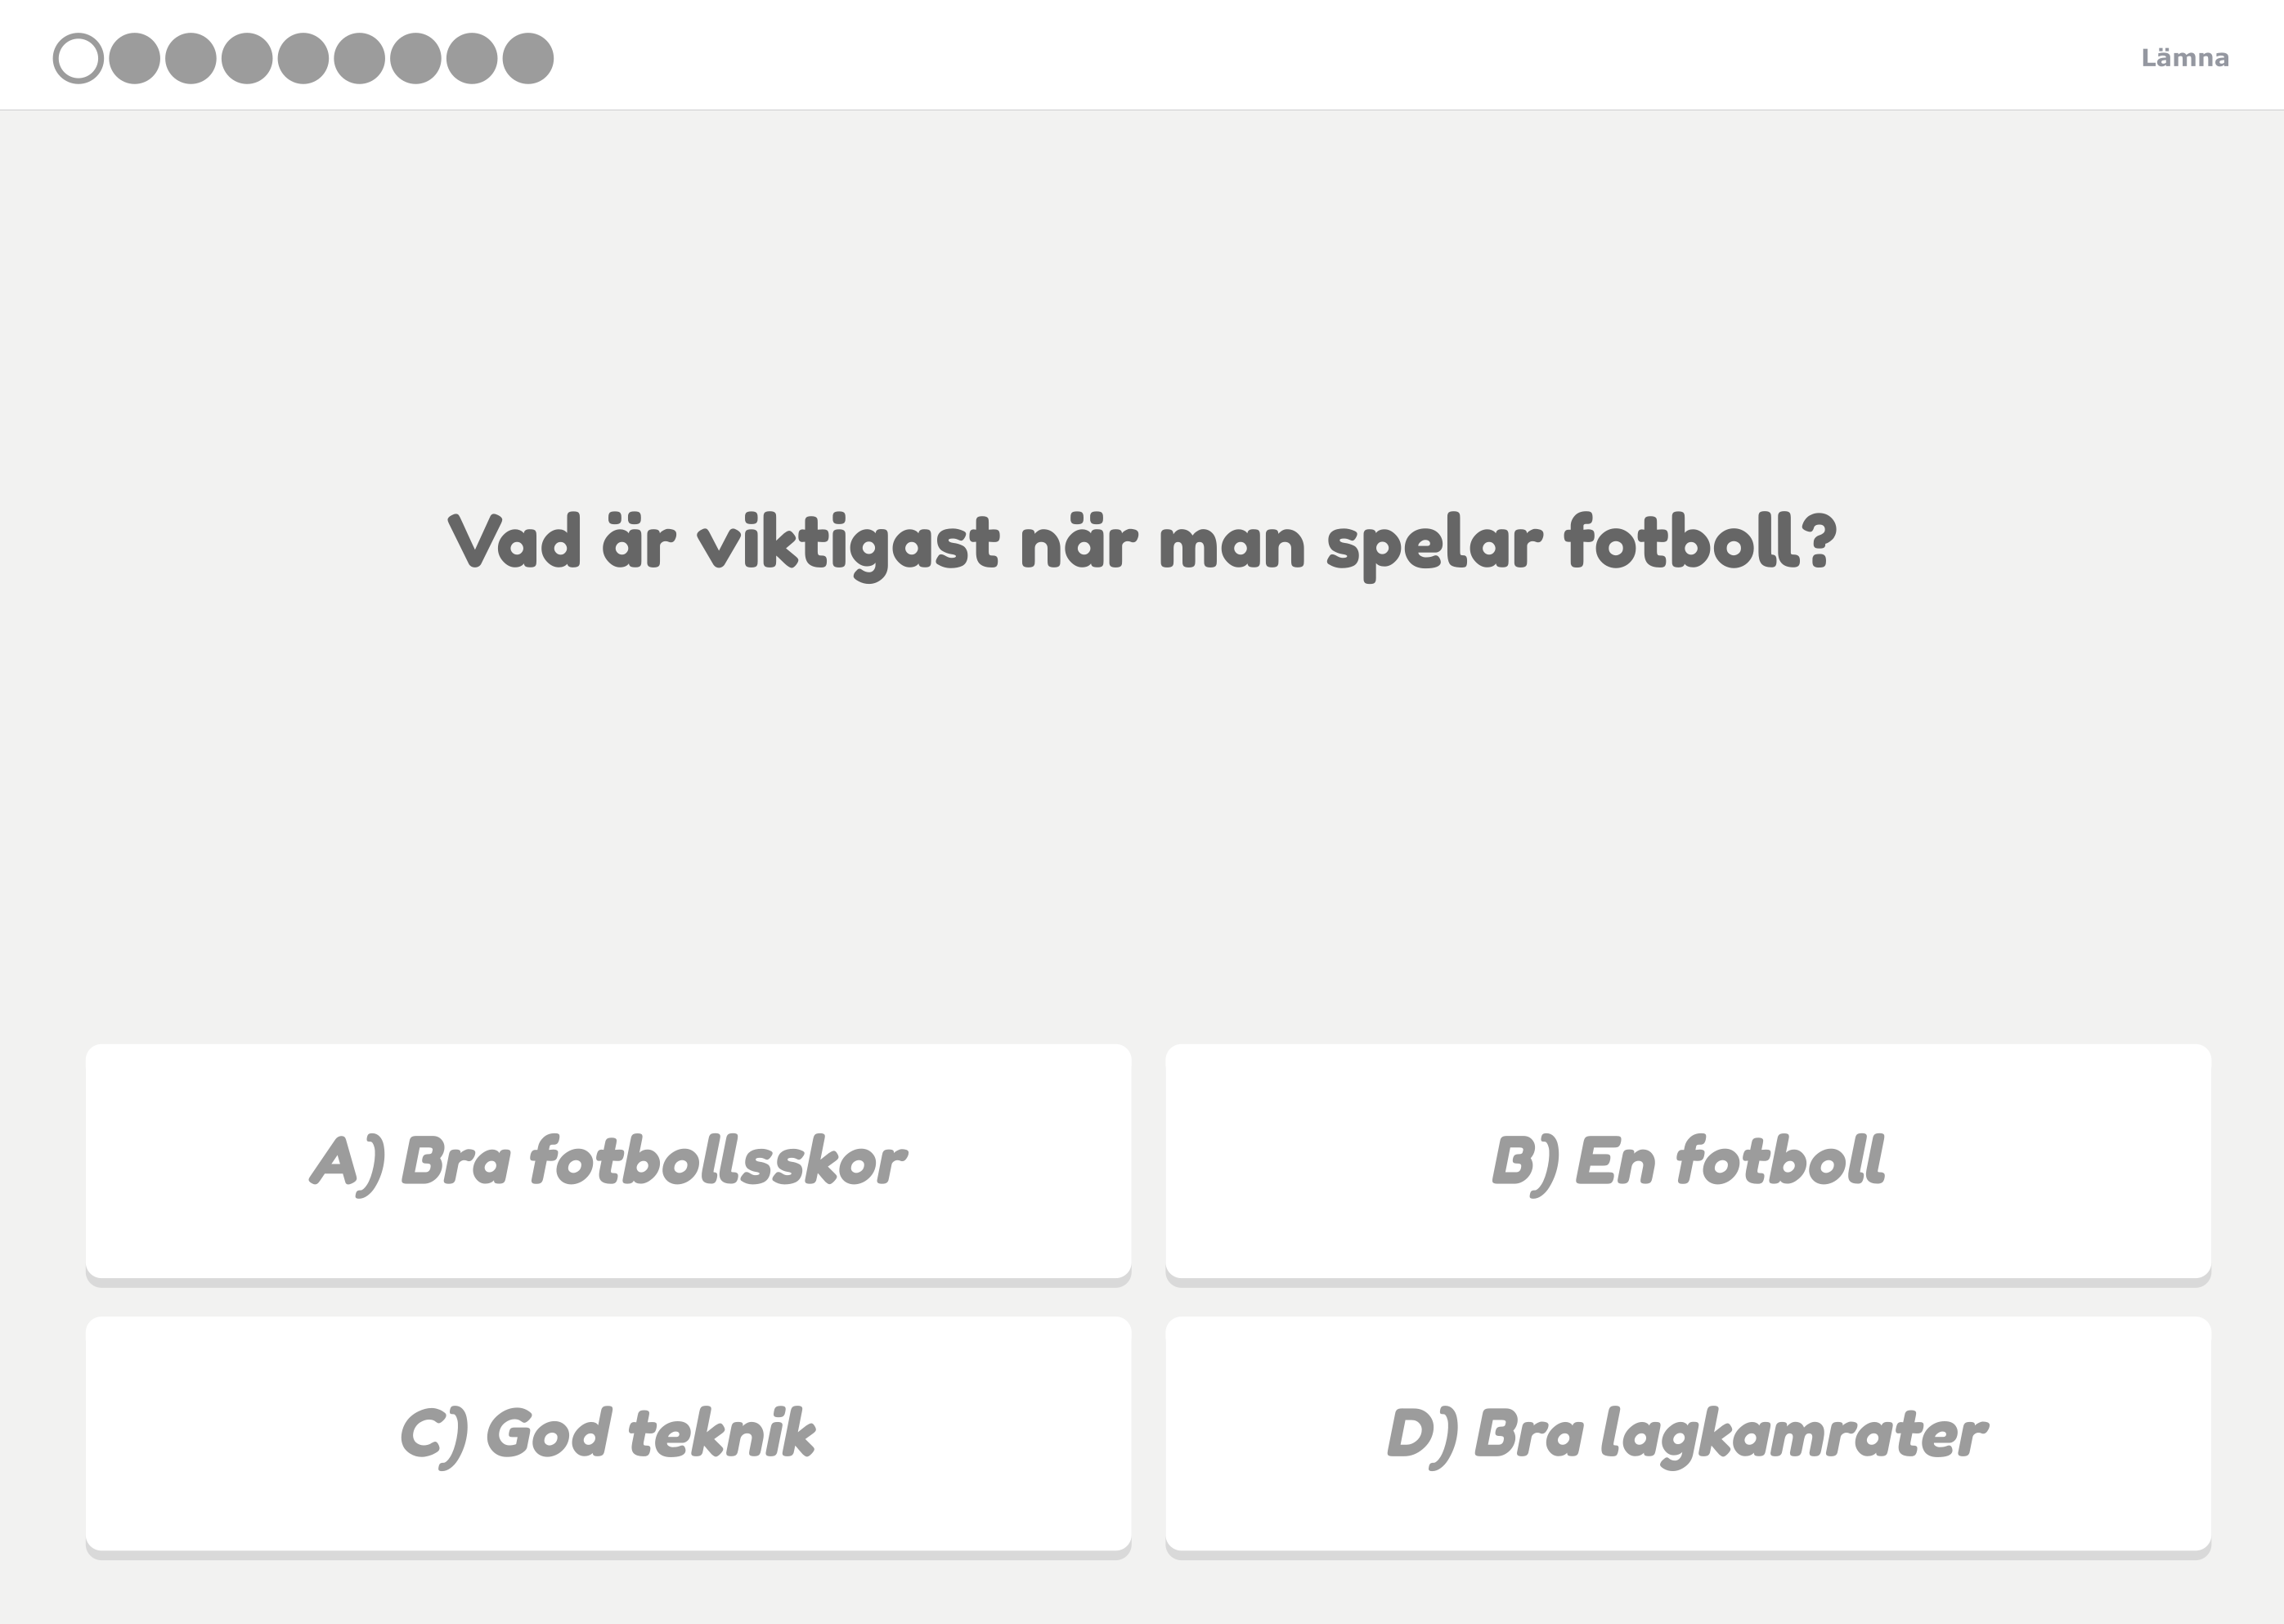 Lämna
Vad är viktigast när man spelar fotboll?
A) Bra fotbollsskor
B) En fotboll
C) God teknik
D) Bra lagkamrater